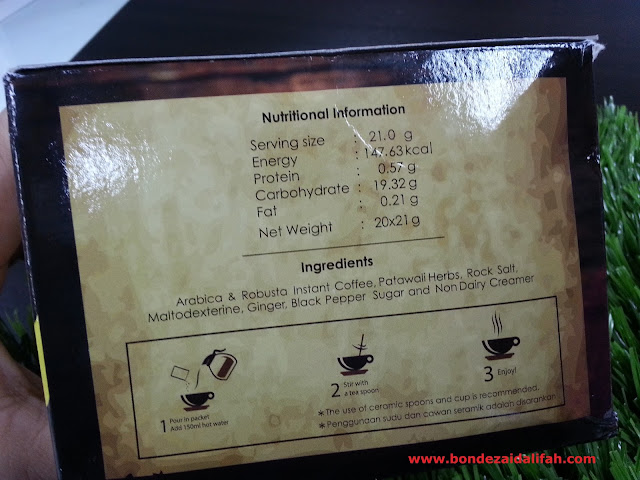 Nutritional Information
Serving size : 21.0 g
Energy : 147.63 kcal
Protein : 0.57 g
Carbohydrate : 19.32 g
Fat : 0.21 g
Net Weight : 20x21 g
Ingredients
Arabica & Robusta Instant Coffee, Patawali Herbs, Rock Salt,
Maltodexterine, Ginger, Black Pepper Sugar and Non Dairy Creamer
1 Pour in packet
Add 150ml hot water
2 Stir with
a tea spoon
3 Enjoy!
*The use of ceramic spoons and cup is recommended.
*Penggunaan sudu dan cawan seramik adalah disarankan
www.bondezaidalifah.com